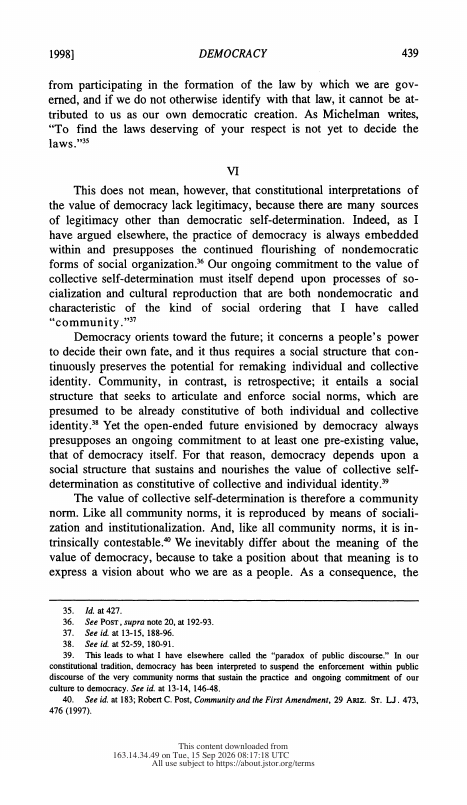 1998] DEMOCRACY 439
from participating in the formation of the law by which we are gov-
erned, and if we do not otherwise identify with that law, it cannot be at-
tributed to us as our own democratic creation. As Michelman writes,
“To find the laws deserving of your respect is not yet to decide the
laws.”35
VI
This does not mean, however, that constitutional interpretations of
the value of democracy lack legitimacy, because there are many sources
of legitimacy other than democratic self-determination. Indeed, as I
have argued elsewhere, the practice of democracy is always embedded
within and presupposes the continued flourishing of nondemocratic
forms of social organization.36 Our ongoing commitment to the value of
collective self-determination must itself depend upon processes of so-
cialization and cultural reproduction that are both nondemocratic and
characteristic of the kind of social ordering that I have called
“community.”37
Democracy orients toward the future; it concerns a people's power
to decide their own fate, and it thus requires a social structure that con-
tinuously preserves the potential for remaking individual and collective
identity. Community, in contrast, is retrospective; it entails a social
structure that seeks to articulate and enforce social norms, which are
presumed to be already constitutive of both individual and collective
identity.38 Yet the open-ended future envisioned by democracy always
presupposes an ongoing commitment to at least one pre-existing value,
that of democracy itself. For that reason, democracy depends upon a
social structure that sustains and nourishes the value of collective self-
determination as constitutive of collective and individual identity.39
The value of collective self-determination is therefore a community
norm. Like all community norms, it is reproduced by means of sociali-
zation and institutionalization. And, like all community norms, it is in-
trinsically contestable.40 We inevitably differ about the meaning of the
value of democracy, because to take a position about that meaning is to
express a vision about who we are as a people. As a consequence, the
35. Id. at 427.
36. See POST, supra note 20, at 192-93.
37. See id. at 13-15, 188-96.
38. See id. at 52-59, 180-91.
39. This leads to what I have elsewhere called the “paradox of public discourse.” In our
constitutional tradition, democracy has been interpreted to suspend the enforcement within public
discourse of the very community norms that sustain the practice and ongoing commitment of our
culture to democracy. See id. at 13-14, 146-48.
40. See id. at 183; Robert C. Post, Community and the First Amendment, 29 ARIZ. ST. L.J. 473,
476 (1997).
This content downloaded from
163.14.34.49 on Tue, 15 Sep 2020 08:17:18 UTC
All use subject to https://about.jstor.org/terms